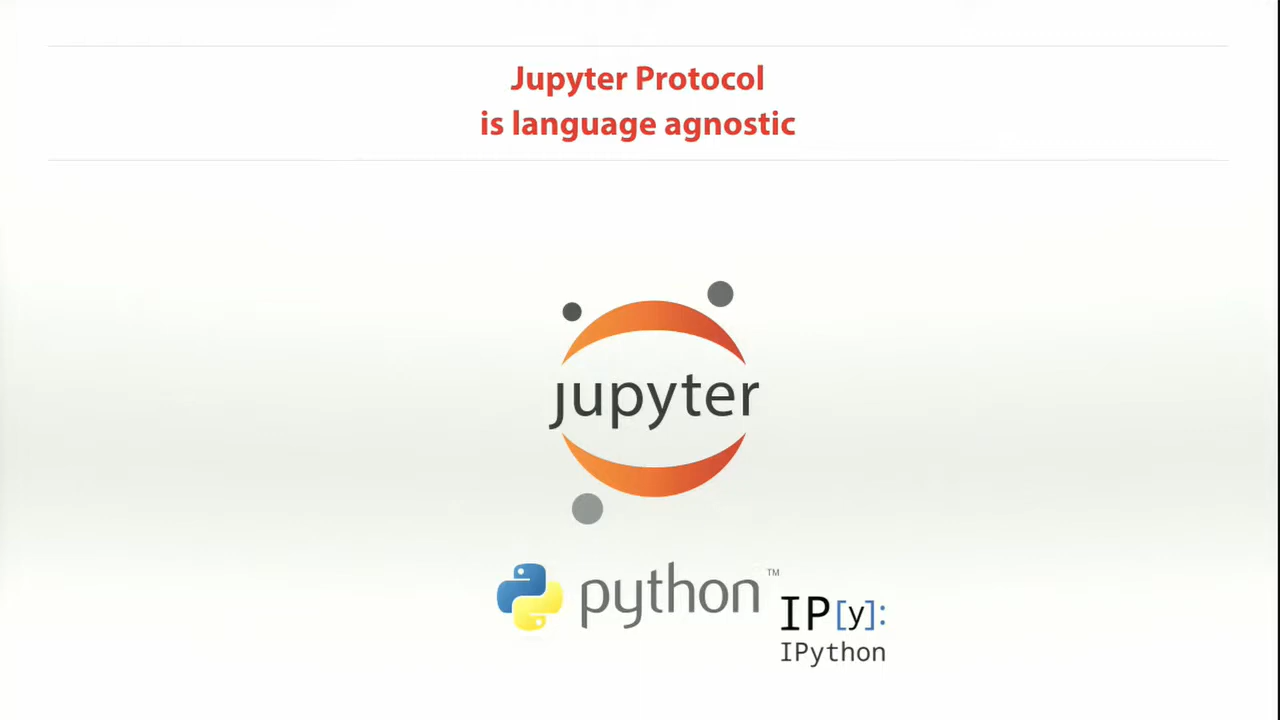 Jupyter Protocol
is language agnostic
jupyter
python™
IP[y]:
IPython